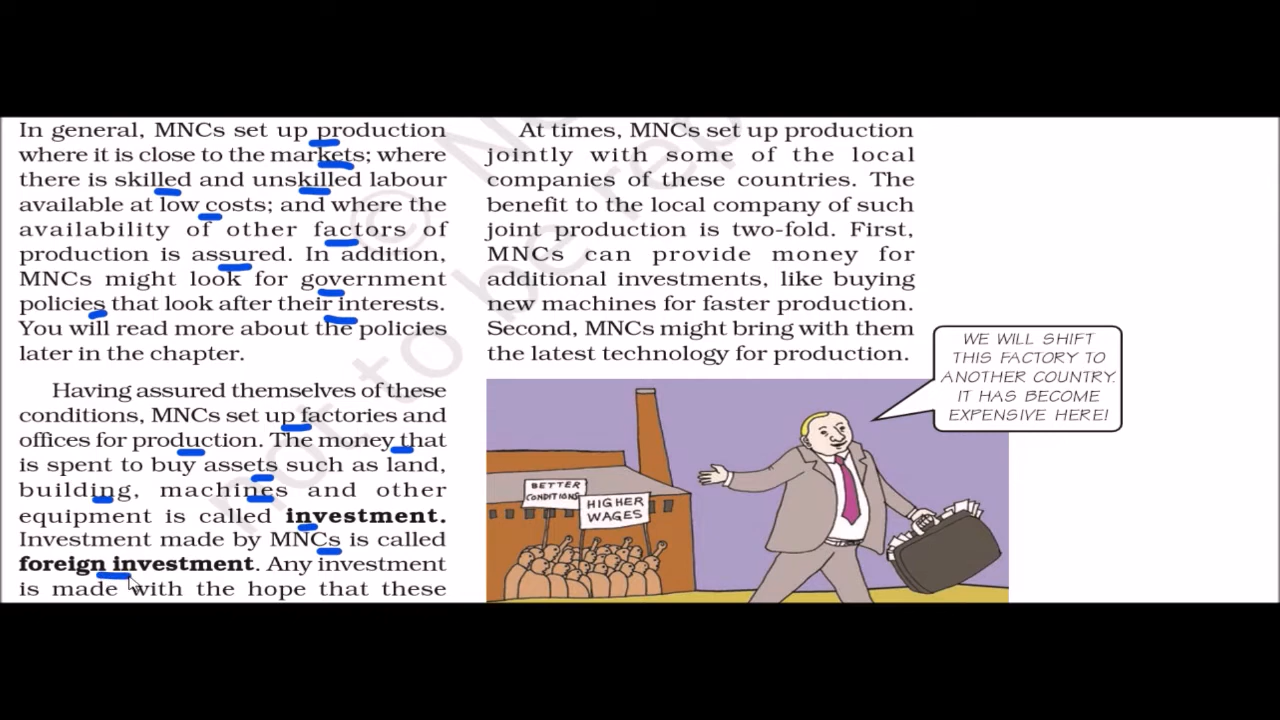 In general, MNCs set up production
where it is close to the markets; where
there is skilled and unskilled labour
available at low costs; and where the
availability of other factors of
production is assured. In addition,
MNCs might look for government
policies that look after their interests.
You will read more about the policies
later in the chapter.
Having assured themselves of these
conditions, MNCs set up factories and
offices for production. The money that
is spent to buy assets such as land,
building, machines and other
equipment is called investment.
Investment made by MNCs is called
foreign investment. Any investment
is made with the hope that these
At times, MNCs set up production
jointly with some of the local
companies of these countries. The
benefit to the local company of such
joint production is two-fold. First,
MNCs can provide money for
additional investments, like buying
new machines for faster production.
Second, MNCs might bring with them
the latest technology for production.
WE WILL SHIFT
THIS FACTORY TO
ANOTHER COUNTRY.
IT HAS BECOME
EXPENSIVE HERE!
BETTER
CONDITIONS
HIGHER
WAGES
not to be rep
©